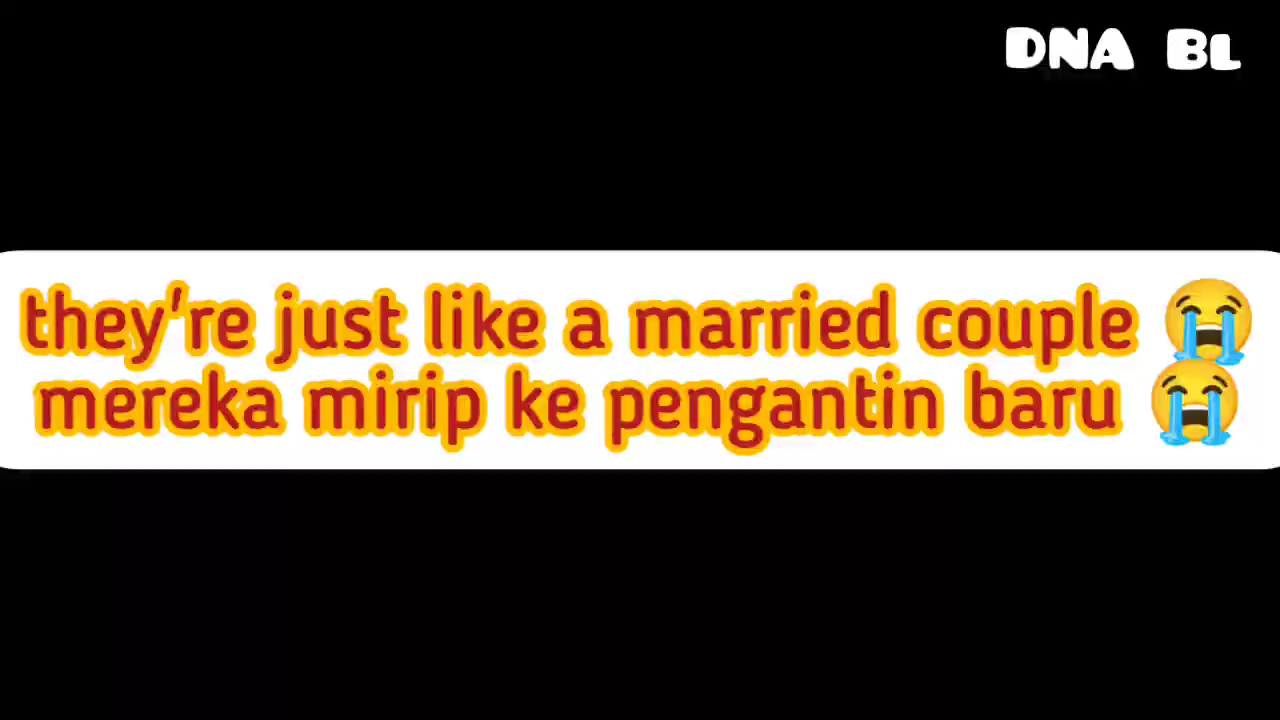 DNA BL
they're just like a married couple 😭
mereka mirip ke pengantin baru 😭